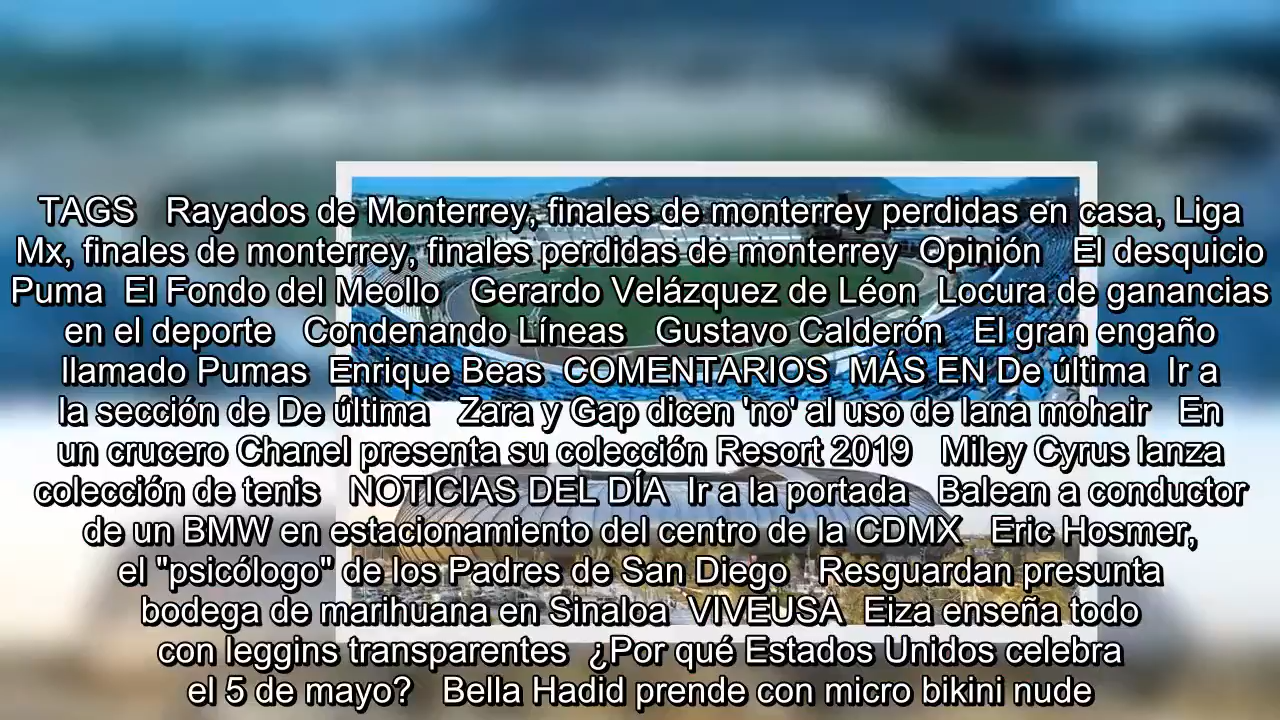 TAGS Rayados de Monterrey, finales de monterrey perdidas en casa, Liga
Mx, finales de monterrey, finales perdidas de monterrey Opinión El desquicio
Puma El Fondo del Meollo Gerardo Velázquez de Léon Locura de ganancias
en el deporte Condenando Líneas Gustavo Calderón El gran engaño
llamado Pumas Enrique Beas COMENTARIOS MÁS EN De última Ir a
la sección de De última Zara y Gap dicen 'no' al uso de lana mohair En
un crucero Chanel presenta su colección Resort 2019 Miley Cyrus lanza
colección de tenis NOTICIAS DEL DÍA Ir a la portada Balean a conductor
de un BMW en estacionamiento del centro de la CDMX Eric Hosmer,
el "psicólogo" de los Padres de San Diego Resguardan presunta
bodega de marihuana en Sinaloa VIVEUSA Eiza enseña todo
con leggins transparentes ¿Por qué Estados Unidos celebra
el 5 de mayo? Bella Hadid prende con micro bikini nude